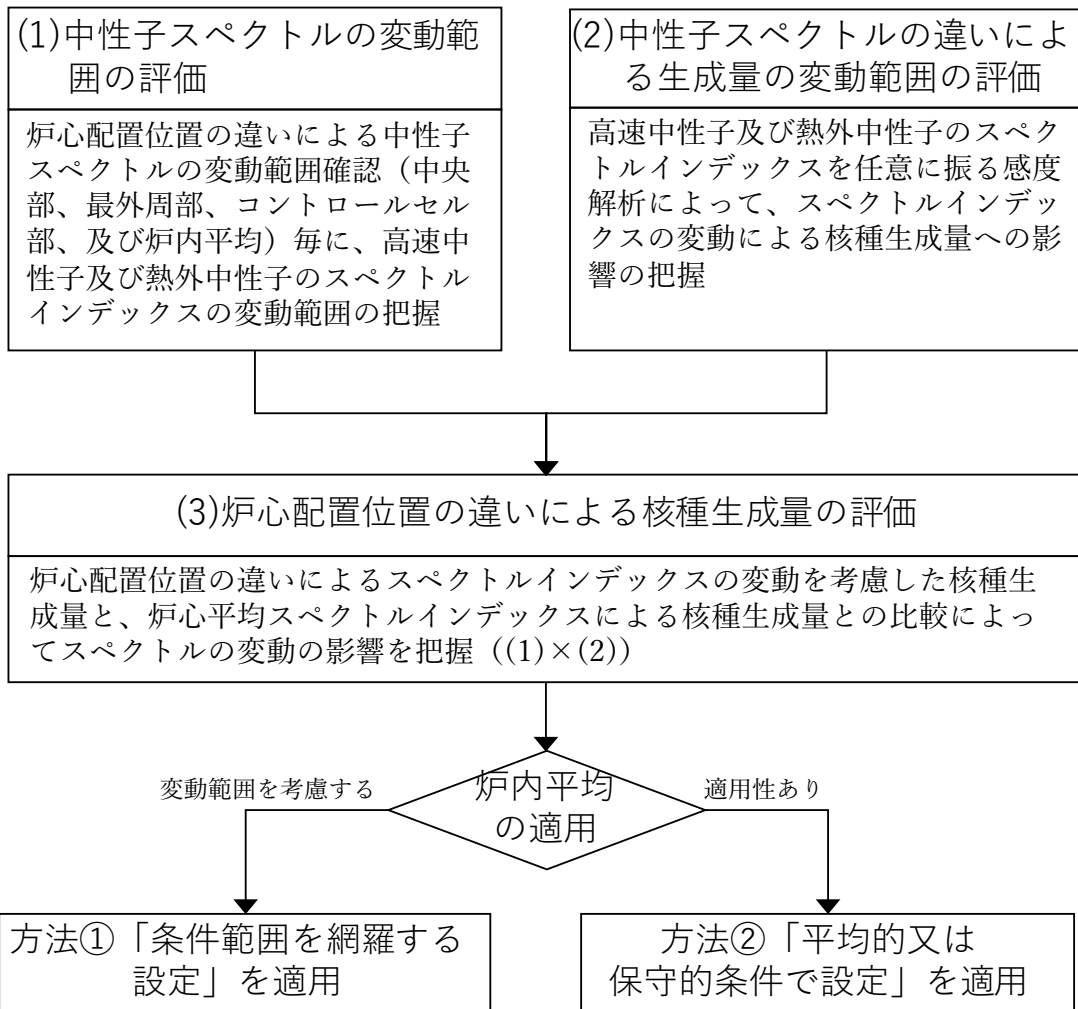 (1)中性子スペクトルの変動範
囲の評価
炉心配置位置の違いによる中性子
スペクトルの変動範囲確認（中央
部、最外周部、コントロールセル
部、及び炉内平均）毎に、高速中
性子及び熱外中性子のスペクトル
インデックスの変動範囲の把握
(2)中性子スペクトルの違いによ
る生成量の変動範囲の評価
高速中性子及び熱外中性子のスペク
トルインデックスを任意に振る感度
解析によって、スペクトルインデッ
クスの変動による核種生成量への影
響の把握
(3)炉心配置位置の違いによる核種生成量の評価
炉心配置位置の違いによるスペクトルインデックスの変動を考慮した核種生
成量と、炉心平均スペクトルインデックスによる核種生成量との比較によっ
てスペクトルの変動の影響を把握（(1)×(2)）
炉内平均
の適用
変動範囲を考慮する
適用性あり
方法①「条件範囲を網羅する
設定」を適用
方法②「平均的又は
保守的条件で設定」を適用